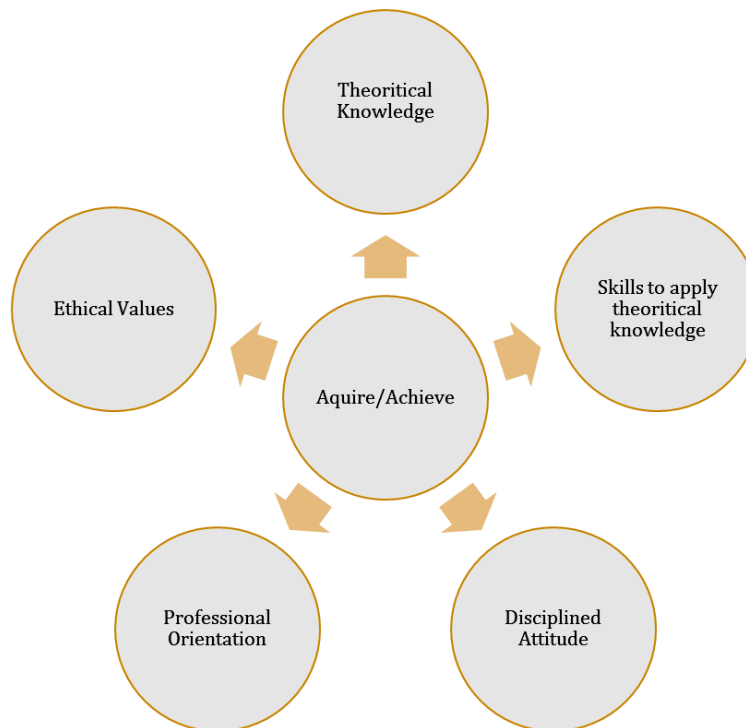 Theoritical
Knowledge
Ethical Values
Skills to apply
theoritical
knowledge
Aquire/Achieve
Professional
Orientation
Disciplined
Attitude